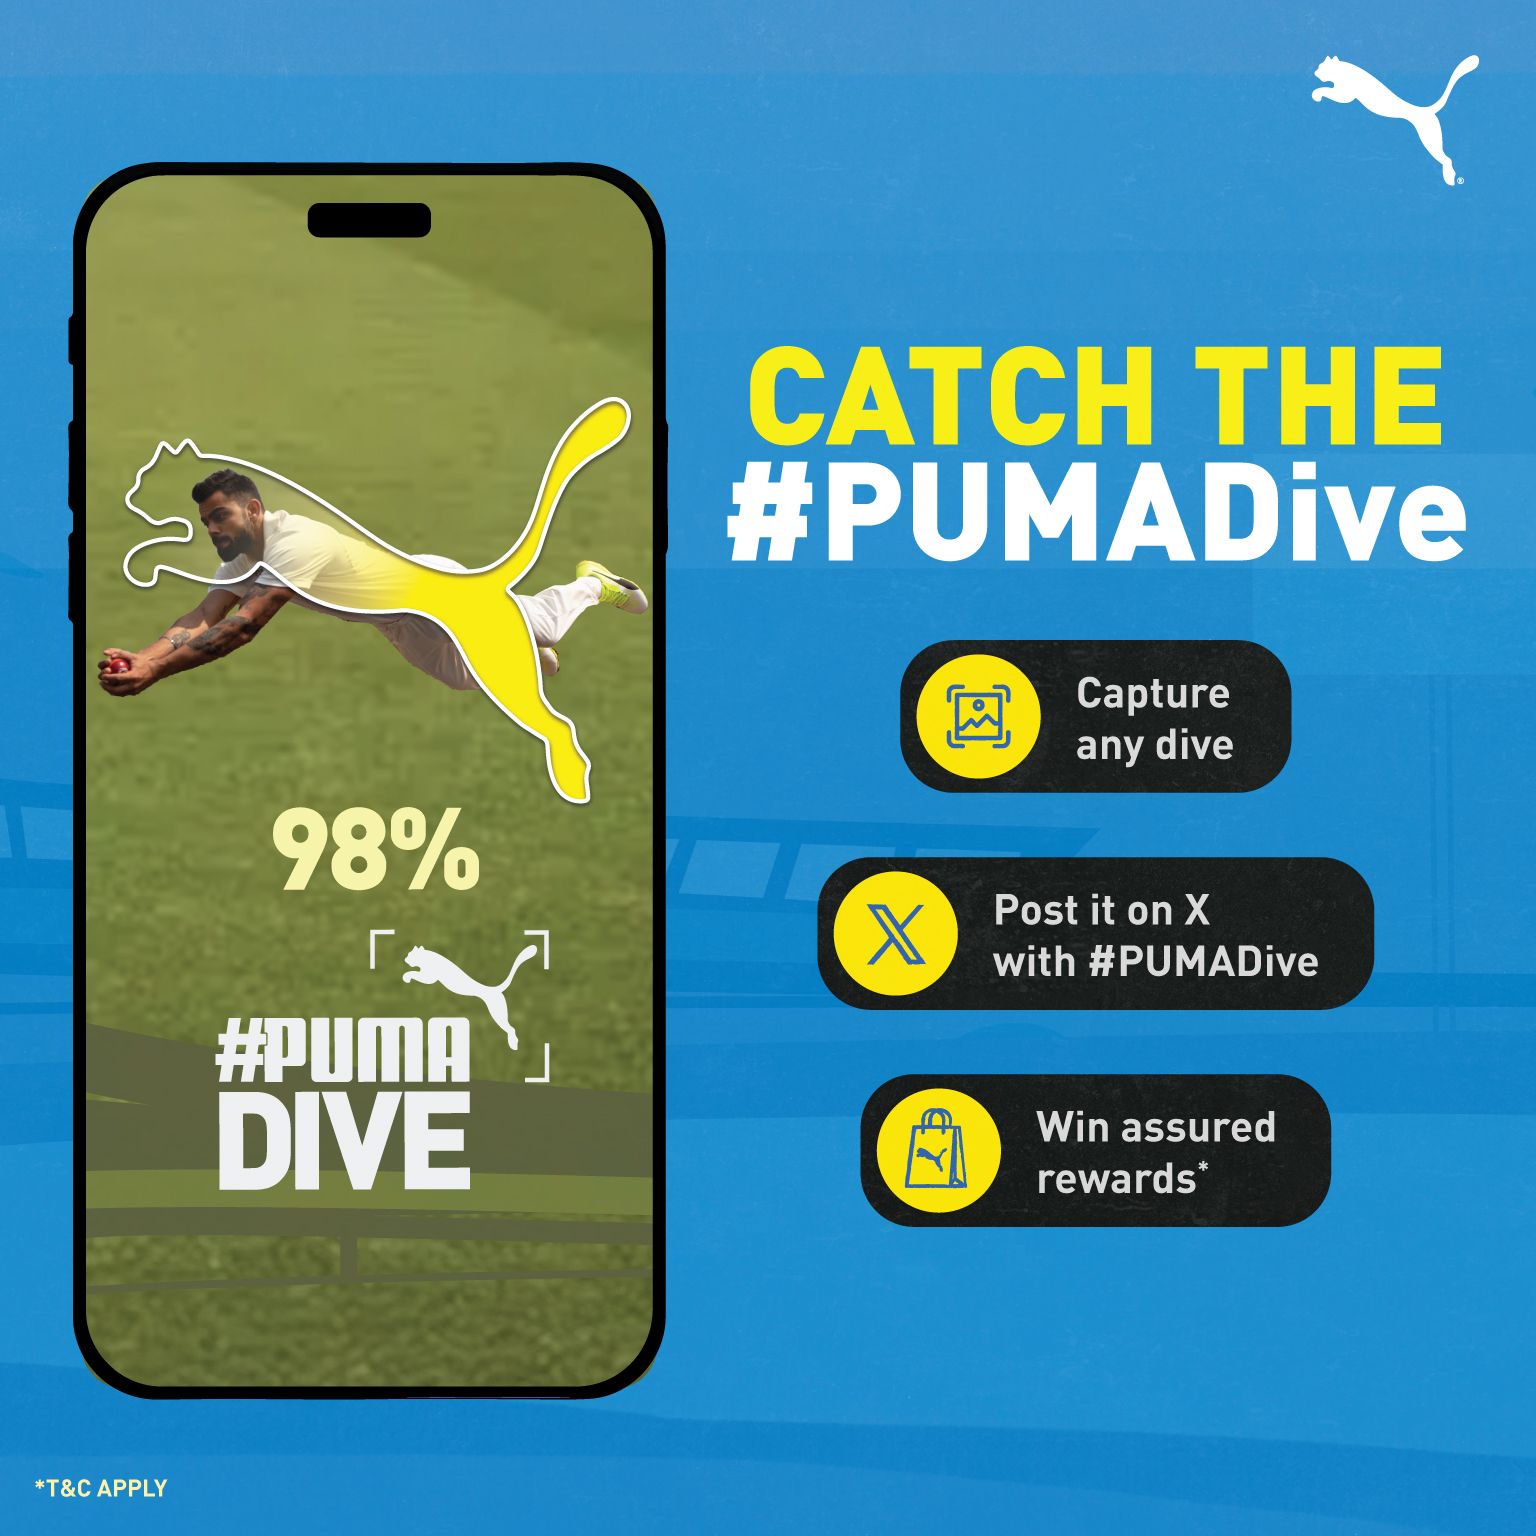 CATCH THE
#PUMADive
98%
#PUMA
DIVE
Capture
any dive
Post it on X
with #PUMADive
Win assured
rewards*
*T&C APPLY